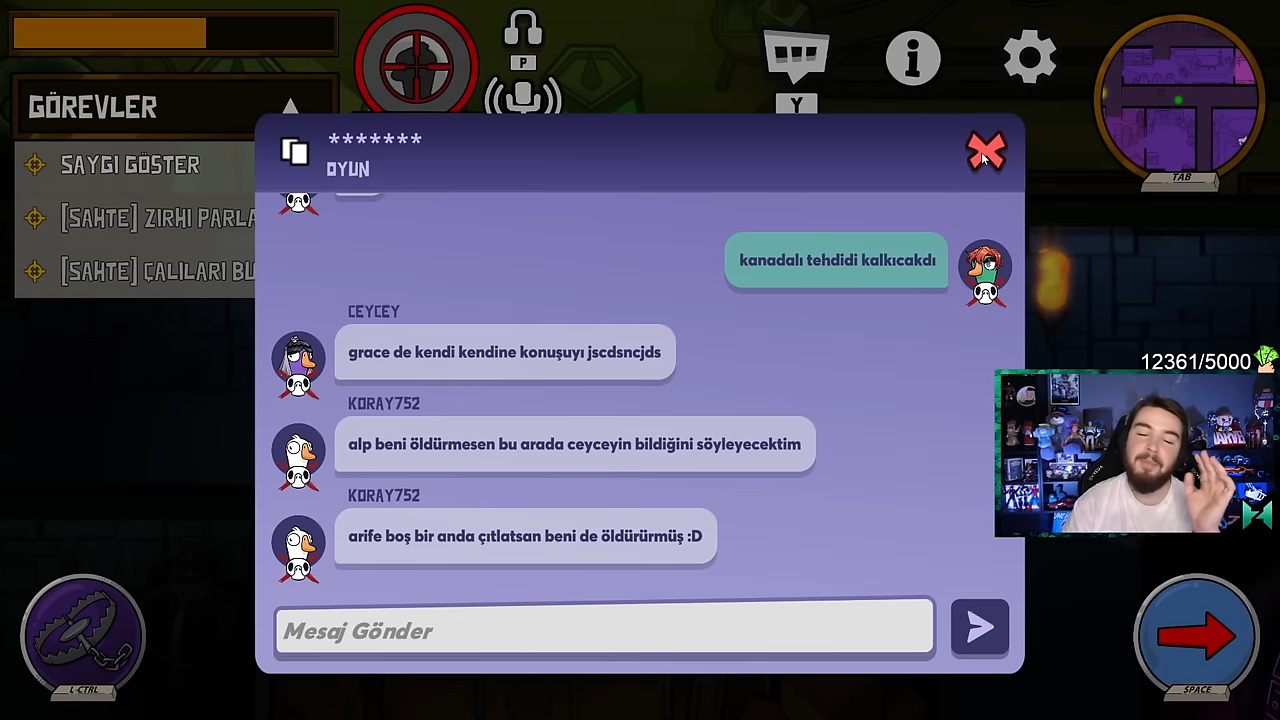 P
Y
GÖREVLER
SAYGI GÖSTER
[SAHTE] ZIRHI PARLA
[SAHTE] ÇALILARI BU
*******
OYUN
TAB
kanadalı tehdidi kalkıcakdı
CEYCEY
grace de kendi kendine konuşuyı jscdsncjds
12361/5000
KORAY752
alp beni öldürmesen bu arada ceyceyin bildiğini söyleyecektim
KORAY752
arife boş bir anda çıtlatsan beni de öldürürmüş :D
Mesaj Gönder
L-CTRL
SPACE